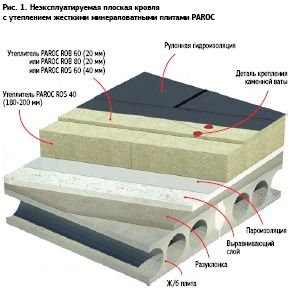 Рис. 1. Неэксплуатируемая плоская кровля
с утеплением жесткими минераловатными плитами PAROC
Утеплитель PAROC ROB 60 (20 мм)
или PAROC ROB 80 (20 мм)
или PAROC ROS 60 (40 мм)
Утеплитель PAROC ROS 40
(180-200 мм)
Рулонная гидроизоляция
Деталь крепления
каменной ваты
Пароизоляция
Выравнивающий
слой
Разуклонка
Ж/б плита